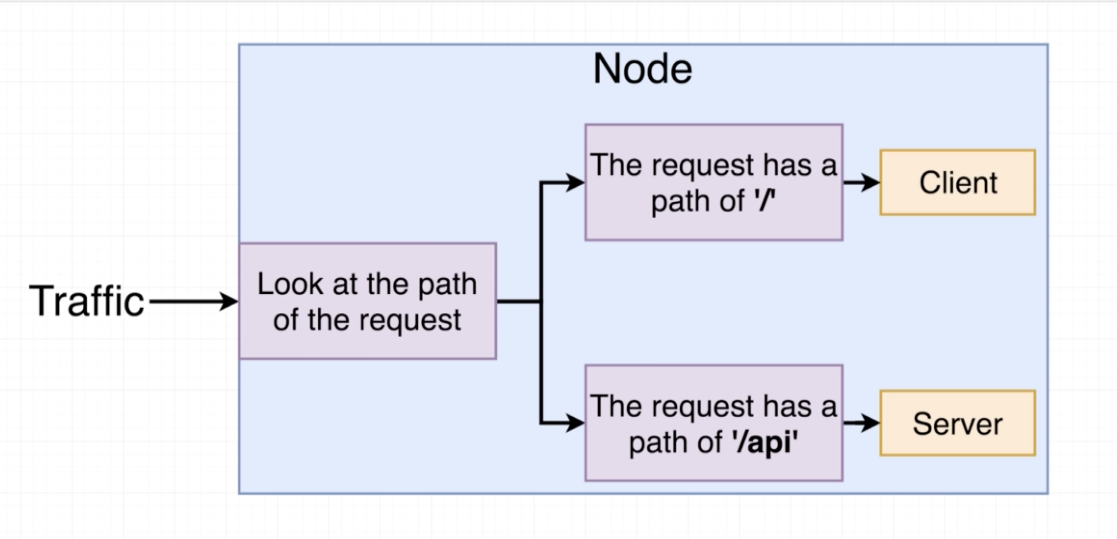 Node
The request has a
path of '/'
Client
Traffic
Look at the path
of the request
The request has a
path of '/api'
Server